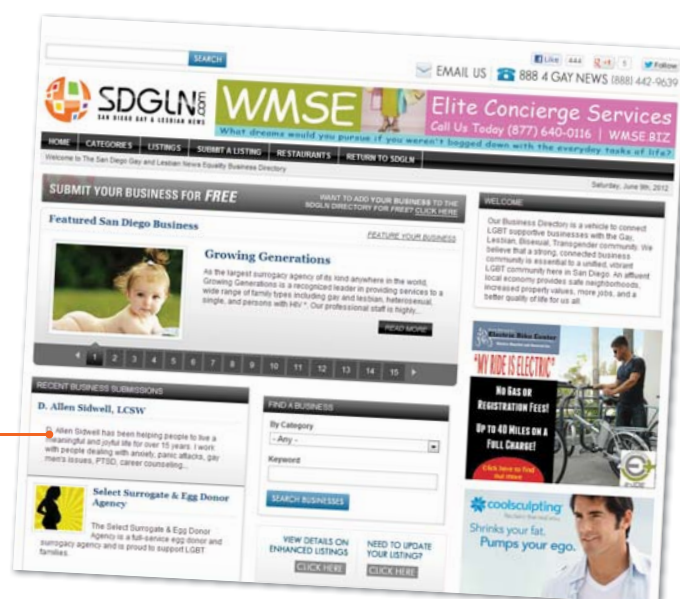 SEARCH
Like 444 +1 5 Follow
EMAIL US 888 4 GAY NEWS (888) 442-9639
SDGLN.com
SAN DIEGO GAY & LESBIAN NEWS
WMSE
Elite Concierge Services
Call Us Today (877) 640-0116 | WMSE.BIZ
What dreams would you pursue if you weren't bogged down with the everyday tasks of life?
HOME CATEGORIES LISTINGS SUBMIT A LISTING RESTAURANTS RETURN TO SDGLN
Welcome to The San Diego Gay and Lesbian News Equality Business Directory
Saturday, June 9th, 2012
SUBMIT YOUR BUSINESS FOR FREE
WANT TO ADD YOUR BUSINESS TO THE
SDGLN DIRECTORY FOR FREE? CLICK HERE
Featured San Diego Business
FEATURE YOUR BUSINESS
Growing Generations
As the largest surrogacy agency of its kind anywhere in the world,
Growing Generations is a recognized leader in providing services to a
wide range of family types including gay and lesbian, heterosexual,
single, and persons with HIV *. Our professional staff is highly...
READ MORE
1 2 3 4 5 6 7 8 9 10 11 12 13 14 15
WELCOME
Our Business Directory is a vehicle to connect
LGBT supportive businesses with the Gay,
Lesbian, Bisexual, Transgender community. We
believe that a strong, connected business
community is essential to a unified, vibrant
LGBT community here in San Diego. An affluent
local economy provides safe neighborhoods,
increased property values, more jobs, and a
better quality of life for us all.
RECENT BUSINESS SUBMISSIONS
D. Allen Sidwell, LCSW
D. Allen Sidwell has been helping people to live a
meaningful and joyful life for over 15 years. I work
with people dealing with anxiety, panic attacks, gay
men's issues, PTSD, career counseling...
Select Surrogate & Egg Donor
Agency
The Select Surrogate & Egg Donor
Agency is a full-service egg donor and
surrogacy agency and is proud to support LGBT
families.
FIND A BUSINESS
By Category
- Any -
Keyword
SEARCH BUSINESSES
VIEW DETAILS ON
ENHANCED LISTINGS
CLICK HERE
NEED TO UPDATE
YOUR LISTING?
CLICK HERE
Electric Bike Center
"MY RIDE IS ELECTRIC"
NO GAS OR
REGISTRATION FEES!
UP TO 40 MILES ON A
FULL CHARGE!
Click here to find
out more
coolsculpting
Shrinks your fat.
Pumps your ego.